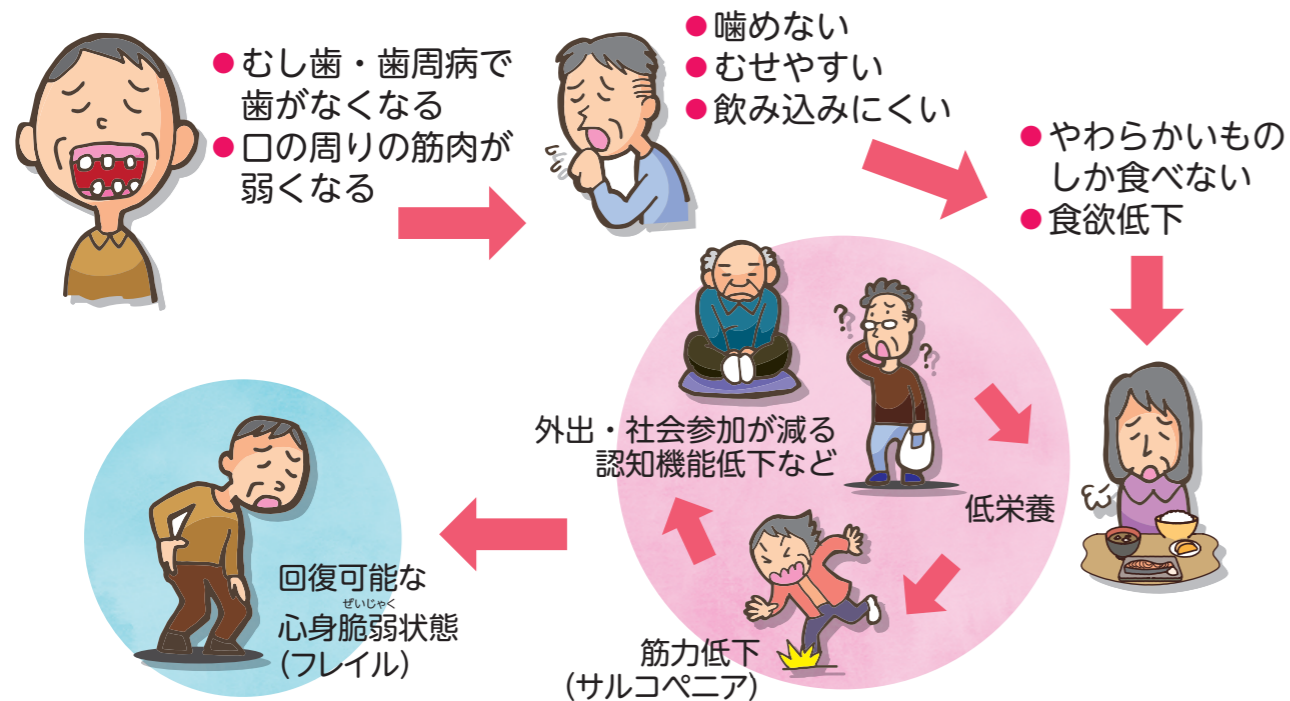 ●むし歯・歯周病で
歯がなくなる
●口の周りの筋肉が
弱くなる
●噛めない
●むせやすい
●飲み込みにくい
●やわらかいもの
しか食べない
●食欲低下
?
?
?
?
外出・社会参加が減る
認知機能低下など
低栄養
筋力低下
(サルコペニア)
回復可能な
ぜいじゃく
心身脆弱状態
(フレイル)